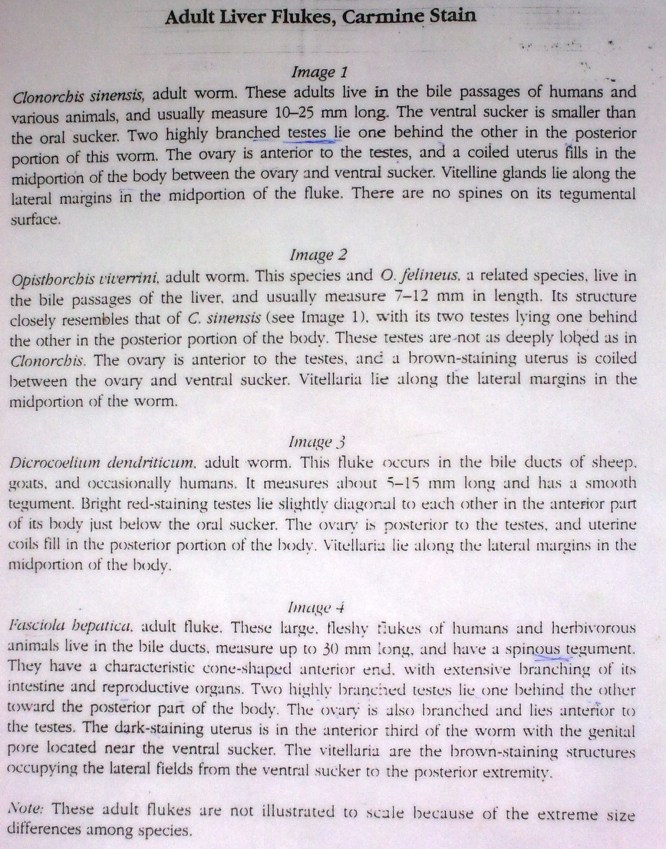 Adult Liver Flukes, Carmine Stain
Image 1
Clonorchis sinensis, adult worm. These adults live in the bile passages of humans and
various animals, and usually measure 10–25 mm long. The ventral sucker is smaller than
the oral sucker. Two highly branched testes lie one behind the other in the posterior
portion of this worm. The ovary is anterior to the testes, and a coiled uterus fills in the
midportion of the body between the ovary and ventral sucker. Vitelline glands lie along the
lateral margins in the midportion of the fluke. There are no spines on its tegumental
surface.
Image 2
Opisthorchis viverrini, adult worm. This species and O. felineus, a related species, live in
the bile passages of the liver, and usually measure 7–12 mm in length. Its structure
closely resembles that of C. sinensis (see Image 1), with its two testes lying one behind
the other in the posterior portion of the body. These testes are not as deeply lobed as in
Clonorchis. The ovary is anterior to the testes, and a brown-staining uterus is coiled
between the ovary and ventral sucker. Vitellaria lie along the lateral margins in the
midportion of the worm.
Image 3
Dicrocoelium dendriticum, adult worm. This fluke occurs in the bile ducts of sheep,
goats, and occasionally humans. It measures about 5–15 mm long and has a smooth
tegument. Bright red-staining testes lie slightly diagonal to each other in the anterior part
of its body just below the oral sucker. The ovary is posterior to the testes, and uterine
coils fill in the posterior portion of the body. Vitellaria lie along the lateral margins in the
midportion of the body.
Image 4
Fasciola hepatica, adult fluke. These large, fleshy flukes of humans and herbivorous
animals live in the bile ducts, measure up to 30 mm long, and have a spinous tegument.
They have a characteristic cone-shaped anterior end, with extensive branching of its
intestine and reproductive organs. Two highly branched testes lie one behind the other
toward the posterior part of the body. The ovary is also branched and lies anterior to
the testes. The dark-staining uterus is in the anterior third of the worm with the genital
pore located near the ventral sucker. The vitellaria are the brown-staining structures
occupying the lateral fields from the ventral sucker to the posterior extremity.
Note: These adult flukes are not illustrated to scale because of the extreme size
differences among species.